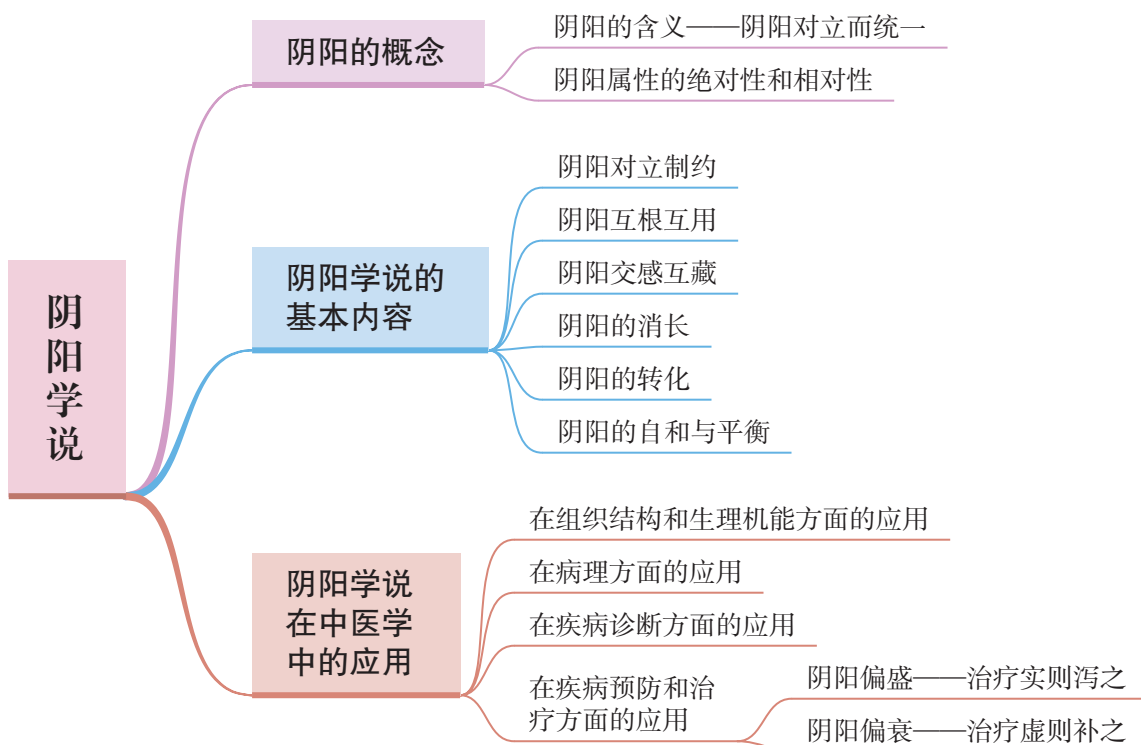 阴阳学说
阴阳的概念
阴阳的含义——阴阳对立而统一
阴阳属性的绝对性和相对性
阴阳学说的
基本内容
阴阳对立制约
阴阳互根互用
阴阳交感互藏
阴阳的消长
阴阳的转化
阴阳的自和与平衡
阴阳学说
在中医学
中的应用
在组织结构和生理机能方面的应用
在病理方面的应用
在疾病诊断方面的应用
在疾病预防和治
疗方面的应用
阴阳偏盛——治疗实则泻之
阴阳偏衰——治疗虚则补之